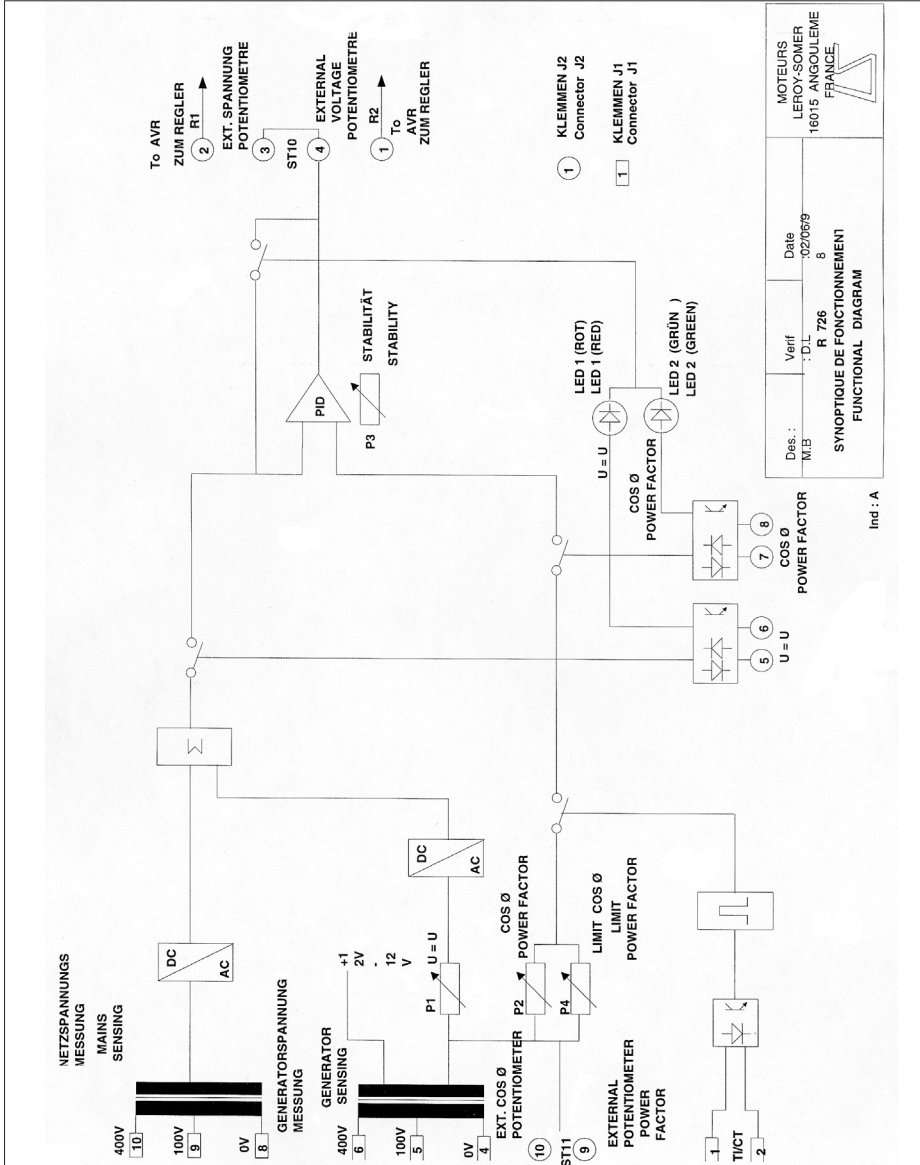 NETZSPANNUNGS
MESSUNG
MAINS
SENSING
400V
10
100V
9
0V
8
DC
AC
Σ
GENERATORSPANNUNG
MESSUNG
GENERATOR
SENSING
400V
6
100V
5
0V
4
+1
2V
-
12
V
P1
U = U
DC
AC
EXT. COS Ø
POTENTIOMETER
10
ST11
9
EXTERNAL
POTENTIOMETER
POWER
FACTOR
P2
COS Ø
POWER FACTOR
P4
LIMIT COS Ø
LIMIT
POWER FACTOR
1
TI/CT
2
To AVR
ZUM REGLER
R1
2
EXT. SPANNUNG
POTENTIOMETRE
3
ST10
4
EXTERNAL
VOLTAGE
POTENTIOMETRE
R2
1
To
AVR
ZUM REGLER
PID
P3
STABILITÄT
STABILITY
LED 1 (ROT)
LED 1 (RED)
U = U
LED 2 (GRÜN )
LED 2 (GREEN)
COS Ø
POWER FACTOR
5
6
U = U
7
8
COS Ø
POWER FACTOR
1
KLEMMEN J2
Connector J2
1
KLEMMEN J1
Connector J1
Des. :
M.B
Verif
: D.L
Date
:02/06/9
8
R 726
SYNOPTIQUE DE FONCTIONNEMENT
FUNCTIONAL DIAGRAM
MOTEURS
LEROY-SOMER
16015 ANGOULEME
FRANCE
Ind : A